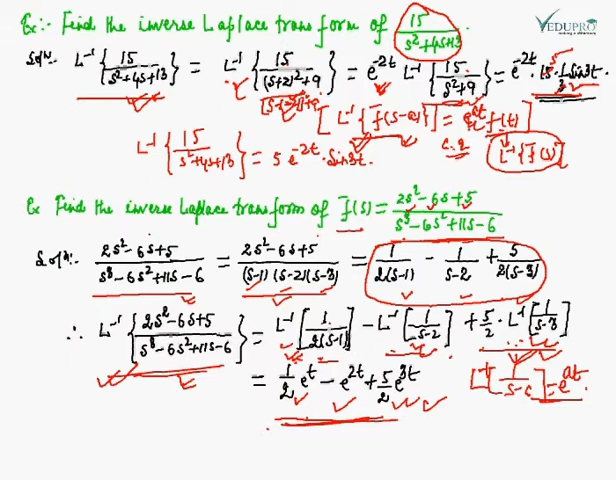 Ex:- Find the inverse Laplace transform of 15/(s²+4s+13)
VEDUPRO
Soln. L⁻¹{15/(s²+4s+13)} = L⁻¹{15/((s+2)²+9)} = e^(-2t) L⁻¹{15/(s²+9)} = e^(-2t) · 15 · 1/3 sin3t · 5
[L⁻¹{f̄(s-a)} = e^(at) f(t)]
L⁻¹{f̄(s)}
L⁻¹{15/(s²+4s+13)} = 5 e^(-2t) · sin3t.
Ex Find the inverse Laplace transform of f̄(s) = (2s²-6s+5)/(s³-6s²+11s-6)
Soln. (2s²-6s+5)/(s³-6s²+11s-6) = (2s²-6s+5)/((s-1)(s-2)(s-3)) = 1/(2(s-1)) - 1/(s-2) + 5/(2(s-3))
∴ L⁻¹{(2s²-6s+5)/(s³-6s²+11s-6)} = L⁻¹[1/(2(s-1))] - L⁻¹[1/(s-2)] + 5/2 · L⁻¹[1/(s-3)]
= 1/2 e^t - e^(2t) + 5/2 e^(3t)